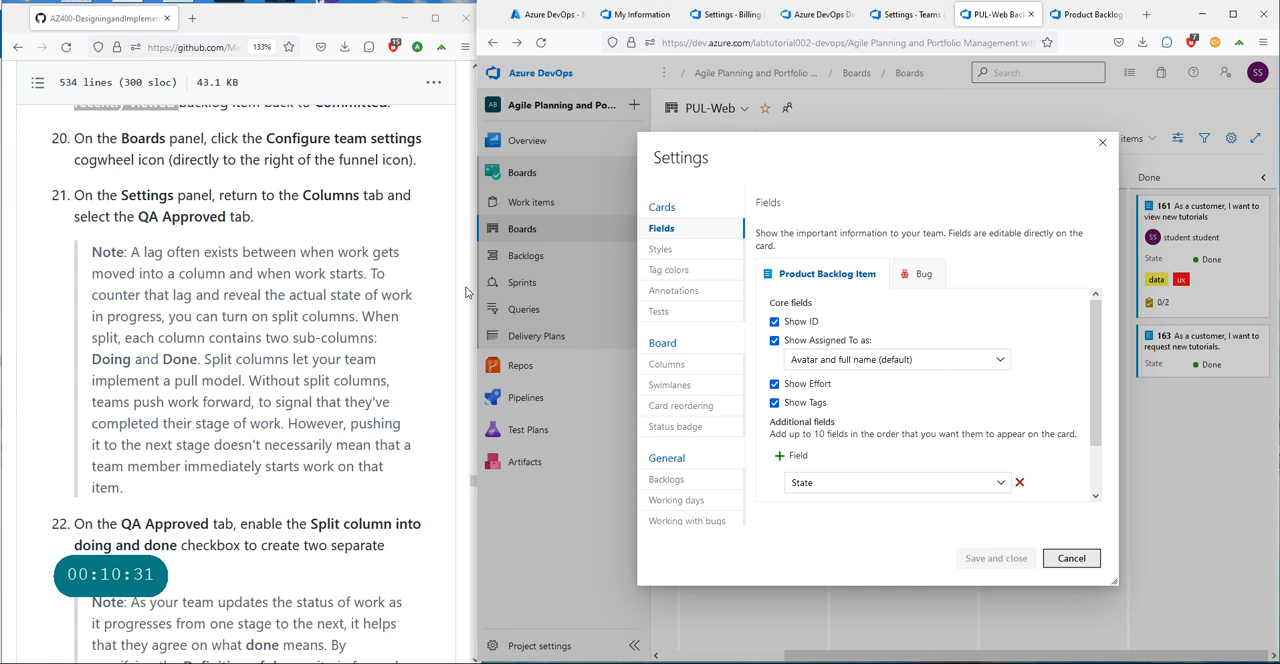 AZ400-DesigningandImplemen
https://github.com/Mi
133%
15
534 lines (300 sloc)
43.1 KB
recently viewed backlog item back to Committed.
20. On the Boards panel, click the Configure team settings
cogwheel icon (directly to the right of the funnel icon).
21. On the Settings panel, return to the Columns tab and
select the QA Approved tab.
Note: A lag often exists between when work gets
moved into a column and when work starts. To
counter that lag and reveal the actual state of work
in progress, you can turn on split columns. When
split, each column contains two sub-columns:
Doing and Done. Split columns let your team
implement a pull model. Without split columns,
teams push work forward, to signal that they've
completed their stage of work. However, pushing
it to the next stage doesn't necessarily mean that a
team member immediately starts work on that
item.
22. On the QA Approved tab, enable the Split column into
doing and done checkbox to create two separate
00:10:31
Note: As your team updates the status of work as
it progresses from one stage to the next, it helps
that they agree on what done means. By
Azure DevOps -
My Information
Settings · Billing
Azure DevOps De
Settings · Teams
PUL-Web Back
Product Backlog
https://dev.azure.com/labtutorial002-devops/Agile Planning and Portfolio Management wit
7
Azure DevOps
/ Agile Planning and Portfolio ... / Boards / Boards
Search
SS
AB
Agile Planning and Po...
Overview
Boards
Work items
Boards
Backlogs
Sprints
Queries
Delivery Plans
Repos
Pipelines
Test Plans
Artifacts
Project settings
PUL-Web
items
Done
161 As a customer, I want to
view new tutorials
SS
student student
State
Done
data
ux
0/2
163 As a customer, I want to
request new tutorials.
State
Done
Settings
Cards
Fields
Styles
Tag colors
Annotations
Tests
Board
Columns
Swimlanes
Card reordering
Status badge
General
Backlogs
Working days
Working with bugs
Fields
Show the important information to your team. Fields are editable directly on the
card.
Product Backlog Item
Bug
Core fields
Show ID
Show Assigned To as:
Avatar and full name (default)
Show Effort
Show Tags
Additional fields
Add up to 10 fields in the order that you want them to appear on the card.
Field
State
Save and close
Cancel